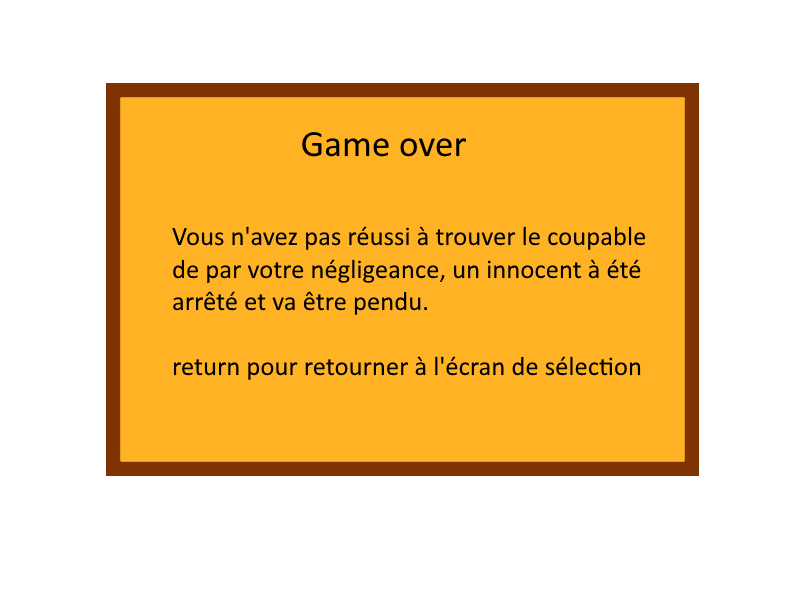 Game over
Vous n'avez pas réussi à trouver le coupable
de par votre négligeance, un innocent à été
arrêté et va être pendu.
return pour retourner à l'écran de sélection